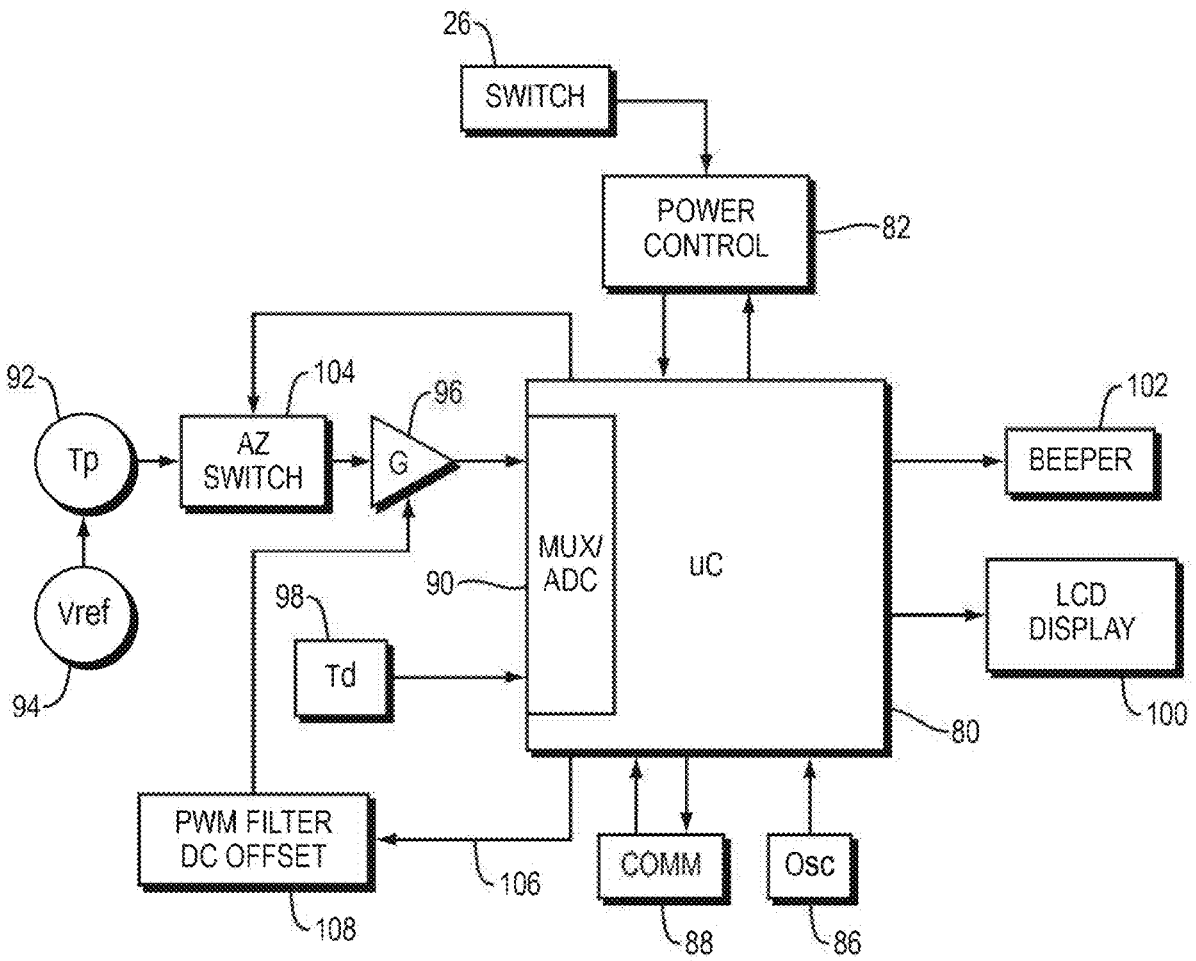 26
SWITCH
POWER
CONTROL
82
92
104
96
102
Tp
AZ
SWITCH
G
BEEPER
MUX/
ADC
uC
90
98
Vref
LCD
DISPLAY
Td
94
100
80
PWM FILTER
DC OFFSET
106
COMM
Osc
108
88
86